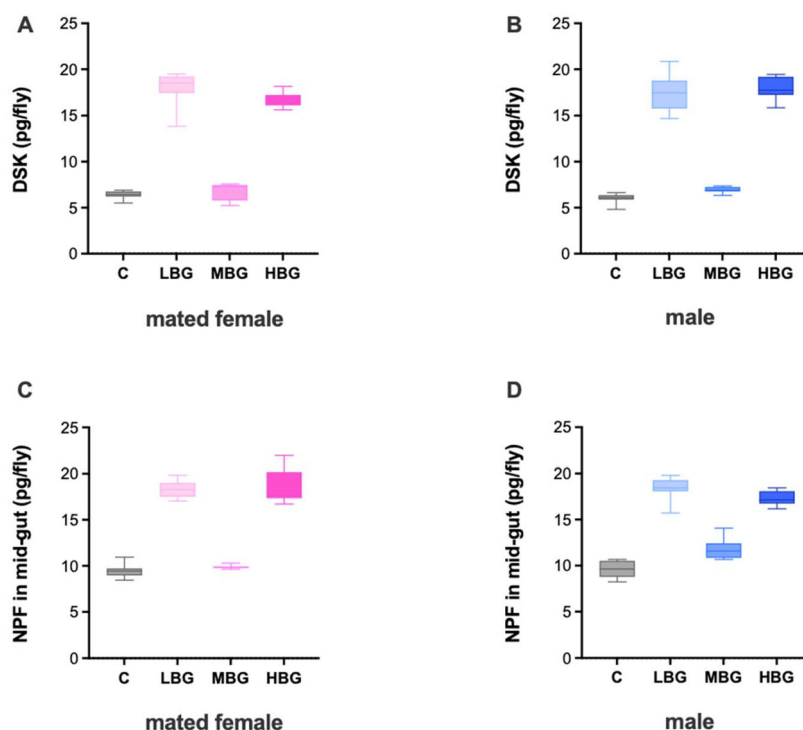 A
B
25
20
15
10
5
0
DSK (pg/fly)
C LBG MBG HBG
mated female
25
20
15
10
5
0
DSK (pg/fly)
C LBG MBG HBG
male
C
D
25
20
15
10
5
0
NPF in mid-gut (pg/fly)
C LBG MBG HBG
mated female
25
20
15
10
5
0
NPF in mid-gut (pg/fly)
C LBG MBG HBG
male